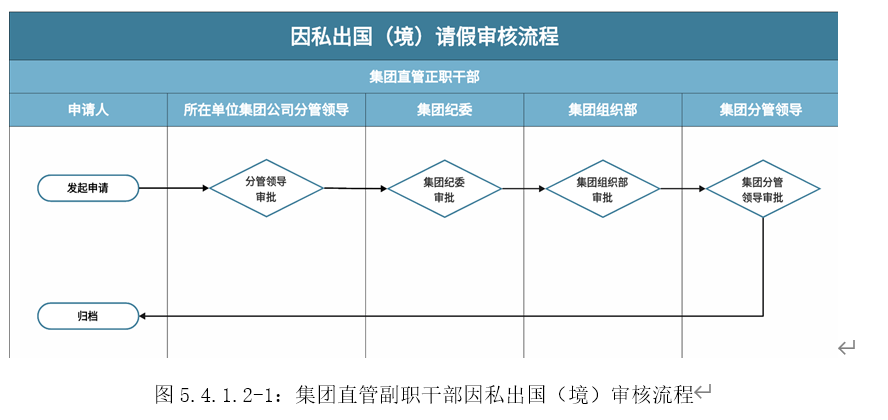 因私出国（境）请假审核流程
集团直管正职干部
申请人
所在单位集团公司分管领导
集团纪委
集团组织部
集团分管领导
发起申请
分管领导
审批
集团纪委
审批
集团组织部
审批
集团分管
领导审批
归档
图 5.4.1.2-1：集团直管副职干部因私出国（境）审核流程